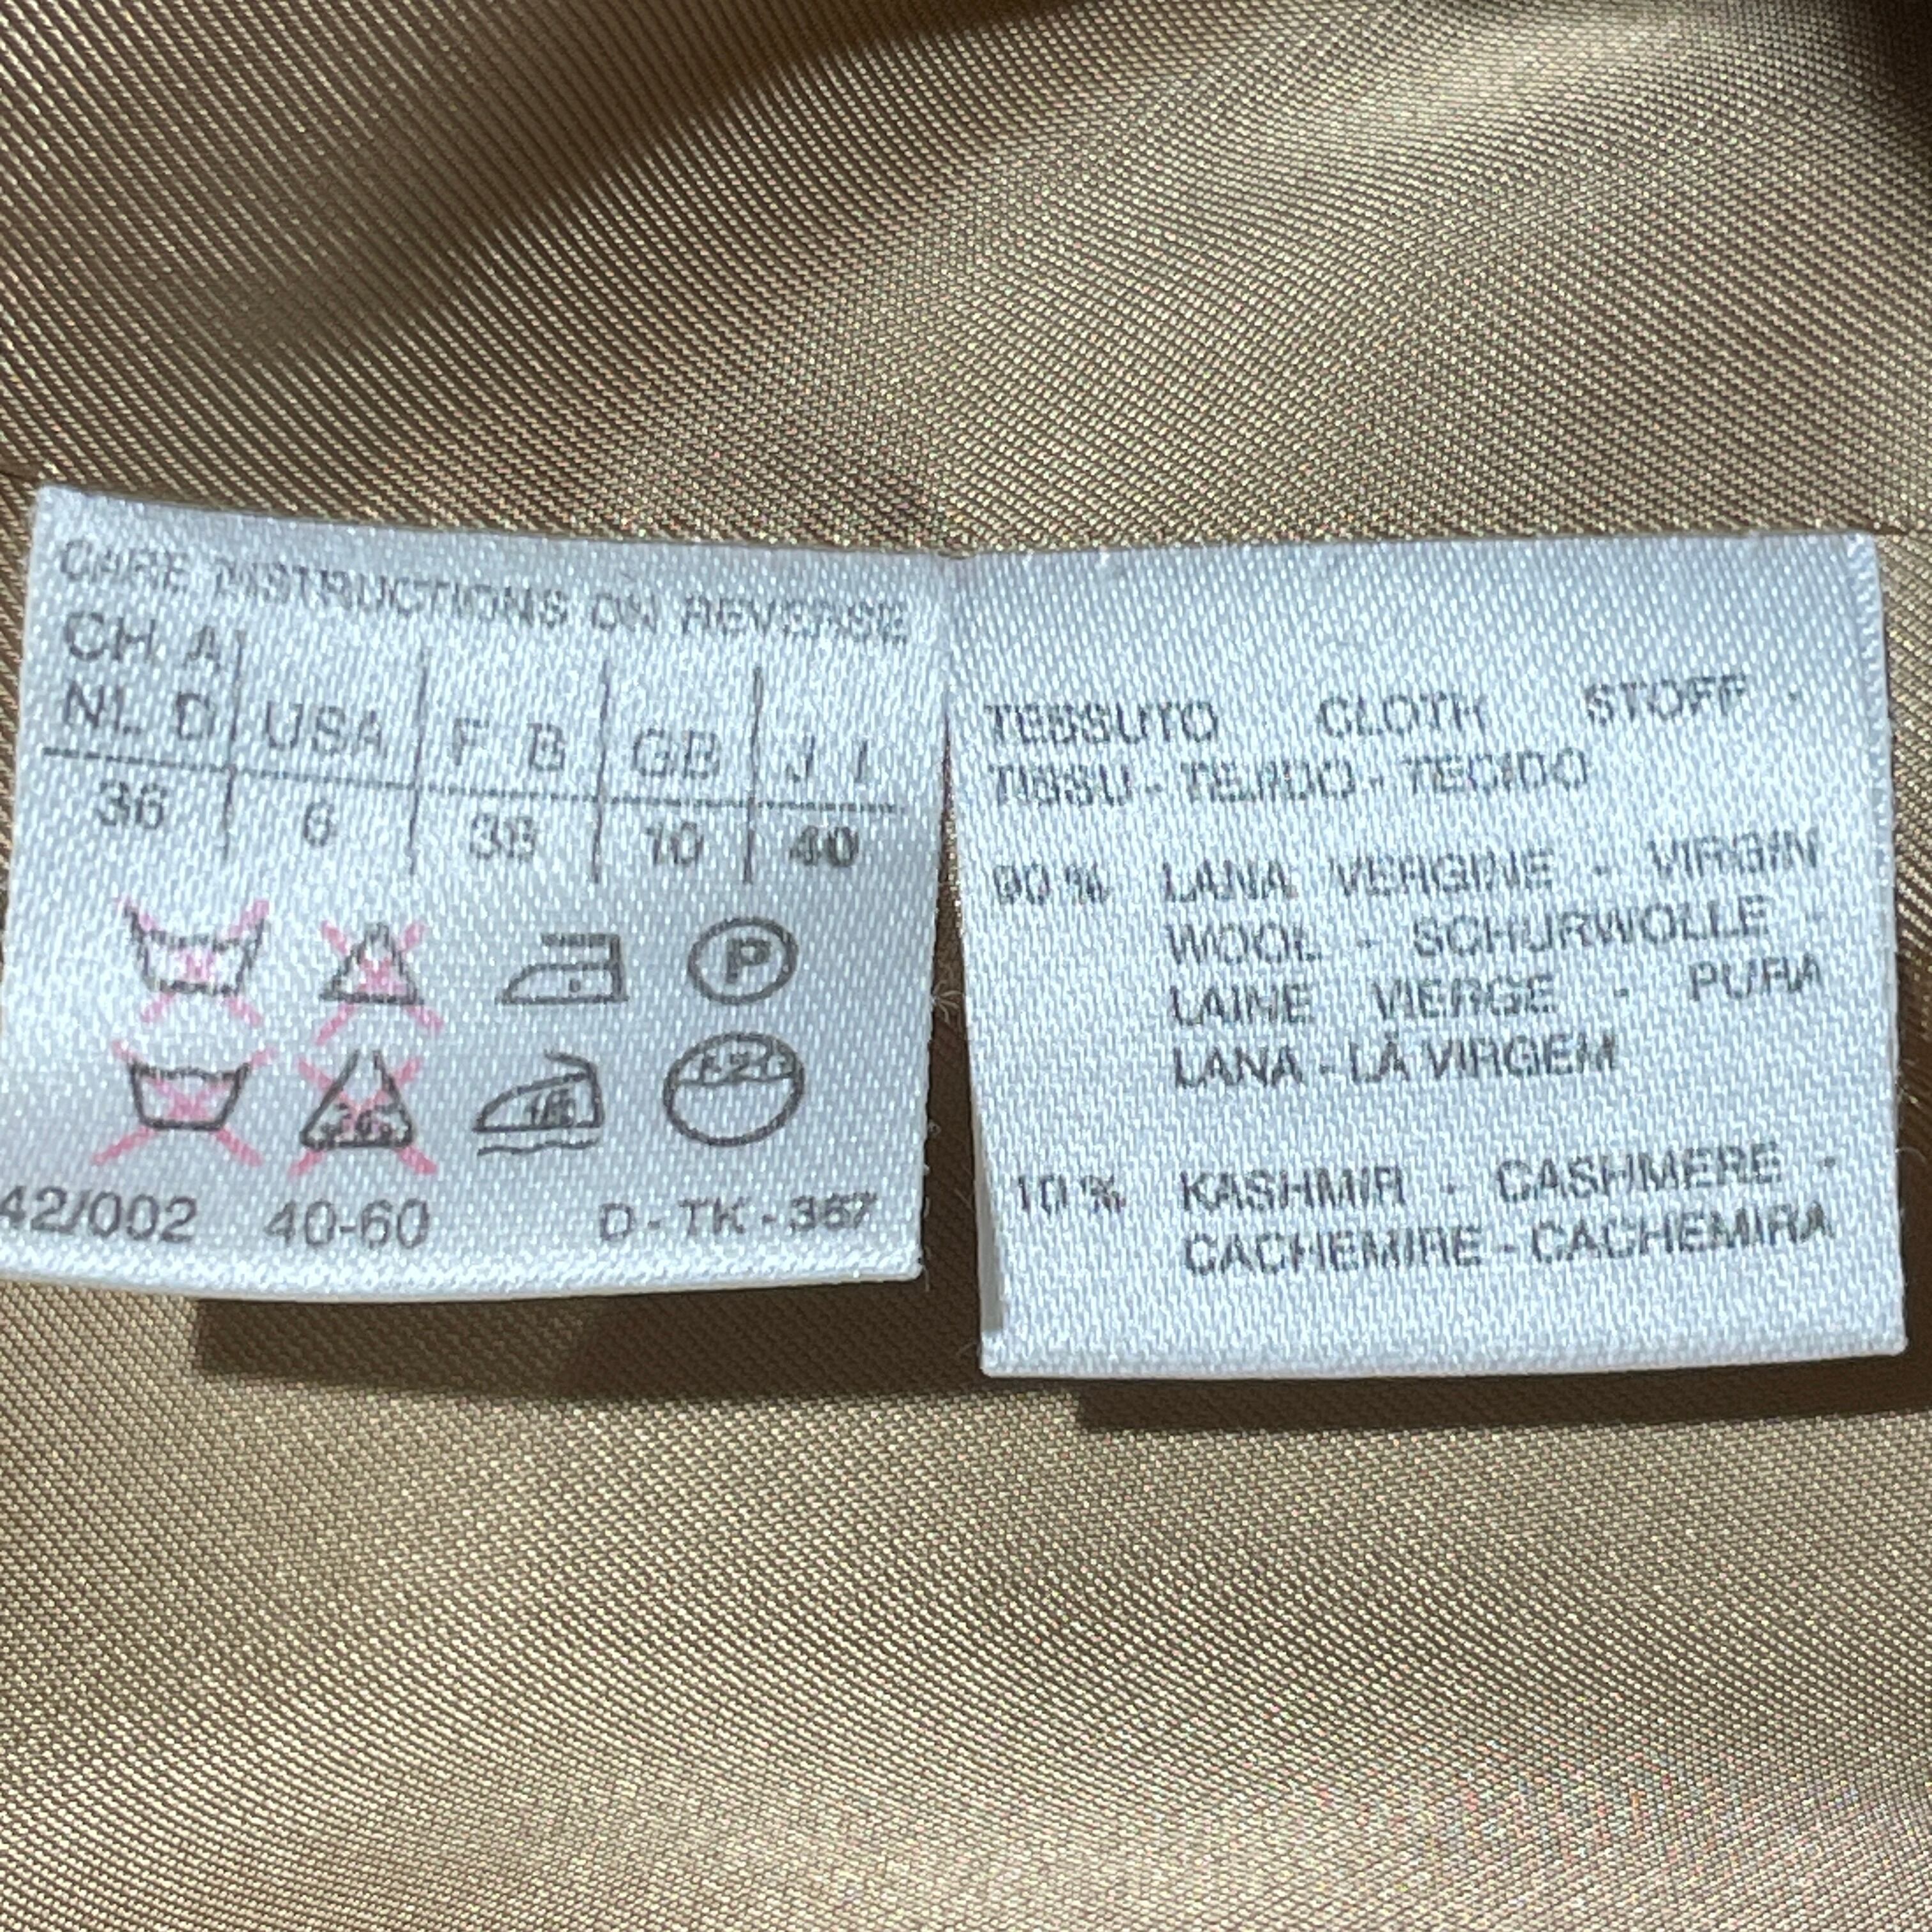 CARE INSTRUCTIONS ON REVERSE
CH. A
NL. D USA F B GB J I
36 6 38 10 40
P
42/002 40-60 D - TK - 367
TESSUTO CLOTH STOFF -
TISSU - TEJIDO - TECIDO
90 % LANA VERGINE - VIRGIN
WOOL - SCHURWOLLE -
LAINE VIERGE - PURA
LANA - LÃ VIRGEM
10 % KASHMIR - CASHMERE -
CACHEMIRE - CACHEMIRA